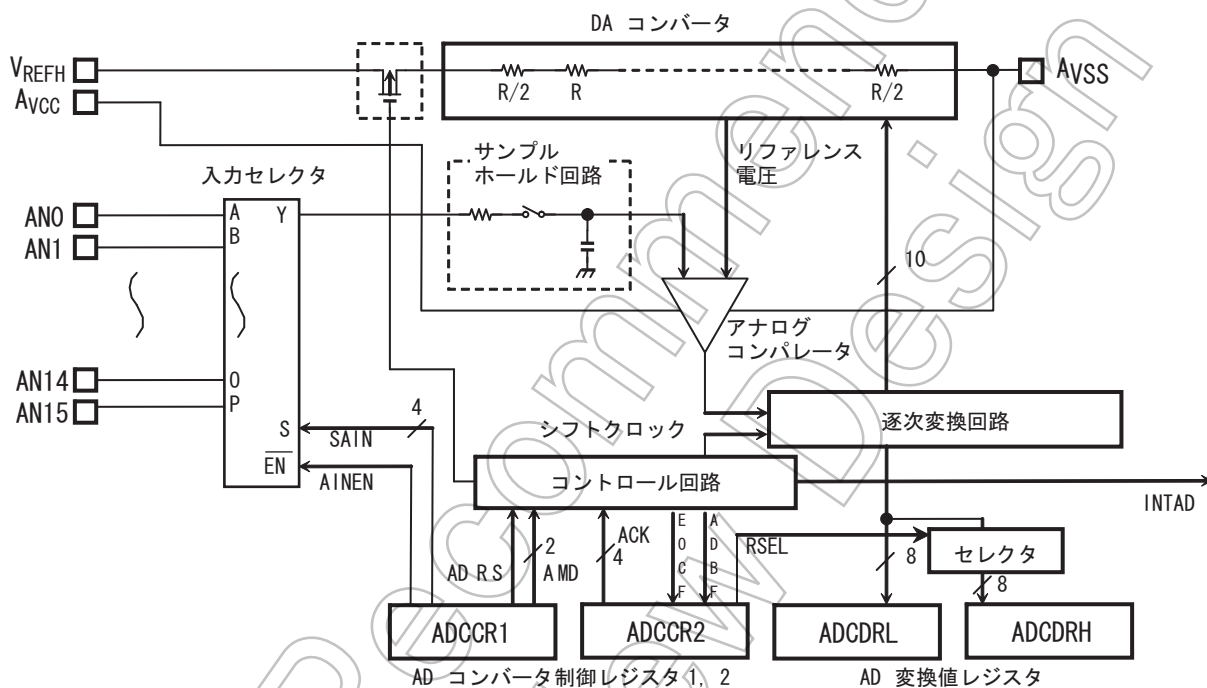 DA コンバータ
VREFH
AVCC
R/2
R
R/2
AVSS
サンプル
ホールド回路
リファレンス
電圧
入力セレクタ
AN0
AN1
A
B
Y
10
アナログ
コンパレータ
AN14
AN15
O
P
S
EN
4
SAIN
AINEN
シフトクロック
逐次変換回路
コントロール回路
INTAD
AD RS
2
AMD
ACK
4
EOCF
ADBF
RSEL
8
セレクタ
8
ADCCR1
ADCCR2
ADCDRL
ADCDRH
AD コンバータ制御レジスタ 1, 2
AD 変換値レジスタ
Recommen
ew Design